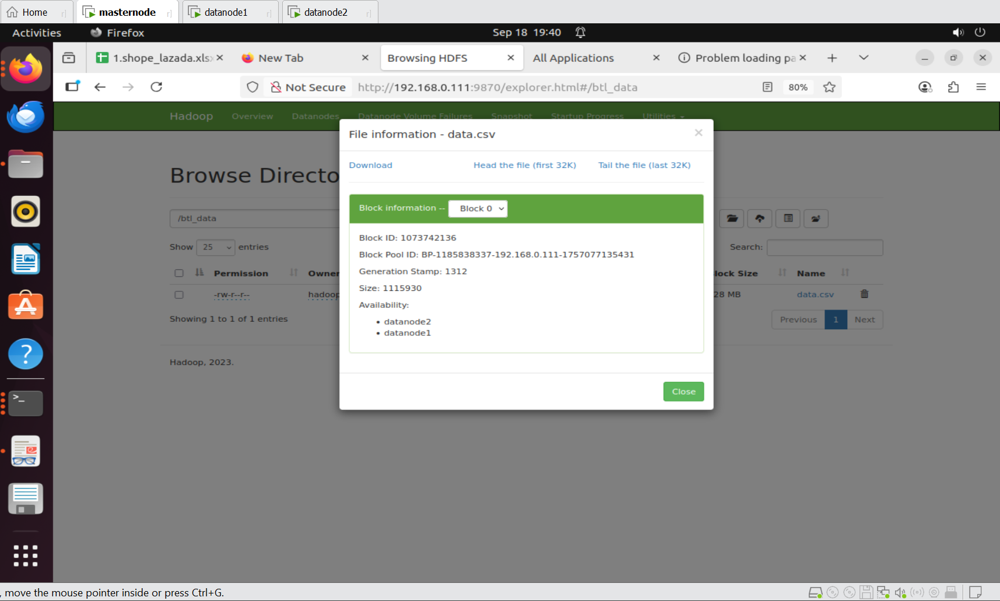 Home
masternode
datanode1
datanode2
Activities
Firefox
Sep 18 19:40
1.shope_lazada.xls
New Tab
Browsing HDFS
All Applications
Problem loading pa
Not Secure
http://192.168.0.111:9870/explorer.html#/btl_data
80%
Hadoop
Overview
Datanodes
Datanode Volume Failures
Snapshot
Startup Progress
Utilities
File information - data.csv
Download
Head the file (first 32K)
Tail the file (last 32K)
Browse Directo
Block information --
Block 0
/btl_data
Block ID: 1073742136
Show 25 entries
Search:
Block Pool ID: BP-1185838337-192.168.0.111-1757077135431
Permission
Owner
Generation Stamp: 1312
lock Size
Name
Size: 1115930
-rw-r--r--
hadoop
28 MB
data.csv
Availability:
Showing 1 to 1 of 1 entries
datanode2
datanode1
Previous
1
Next
Hadoop, 2023.
Close
, move the mouse pointer inside or press Ctrl+G.